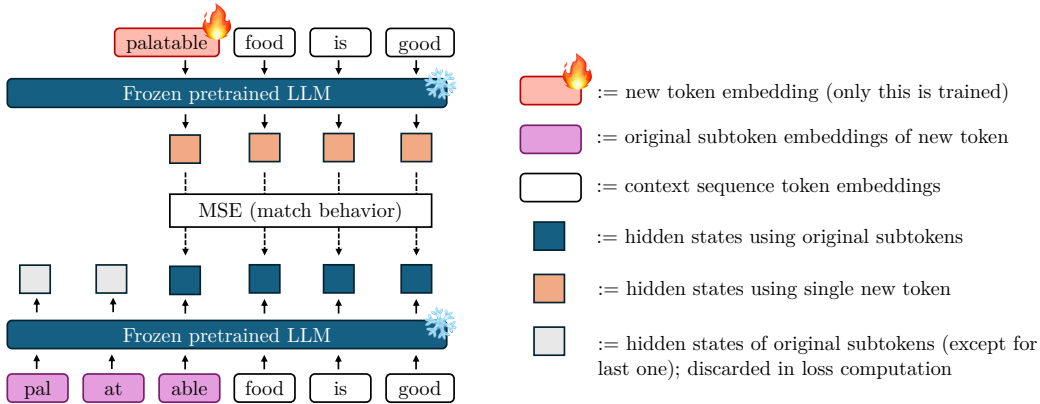 palatable food is good
Frozen pretrained LLM
MSE (match behavior)
Frozen pretrained LLM
pal at able food is good
:= new token embedding (only this is trained)
:= original subtoken embeddings of new token
:= context sequence token embeddings
:= hidden states using original subtokens
:= hidden states using single new token
:= hidden states of original subtokens (except for
last one); discarded in loss computation